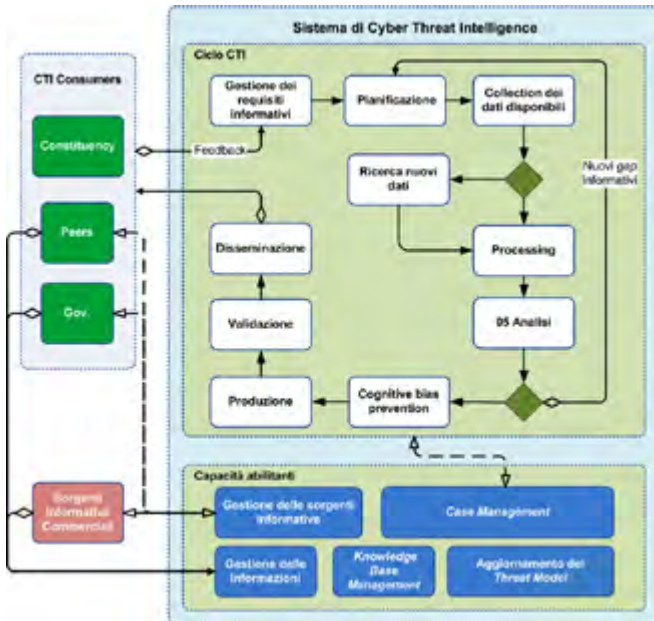 Sistema di Cyber Threat Intelligence
Ciclo CTI
CTI Consumers
Gestione dei
requisiti
informativi
Planificazione
Collection dei
dati disponibili
Constituency
Feedback
Nuovi gap
informativi
Ricerca nuovi
dati
Peers
Disseminazione
Processing
Gov.
Validazione
05 Analisi
Produzione
Cognitive bias
prevention
Capacità abilitanti
Sorgenti
Informativi
Commerciali
Gestione delle sorgenti
informative
Case Management
Gestione delle
Informazioni
Knowledge
Base
Management
Aggiornamento del
Threat Model